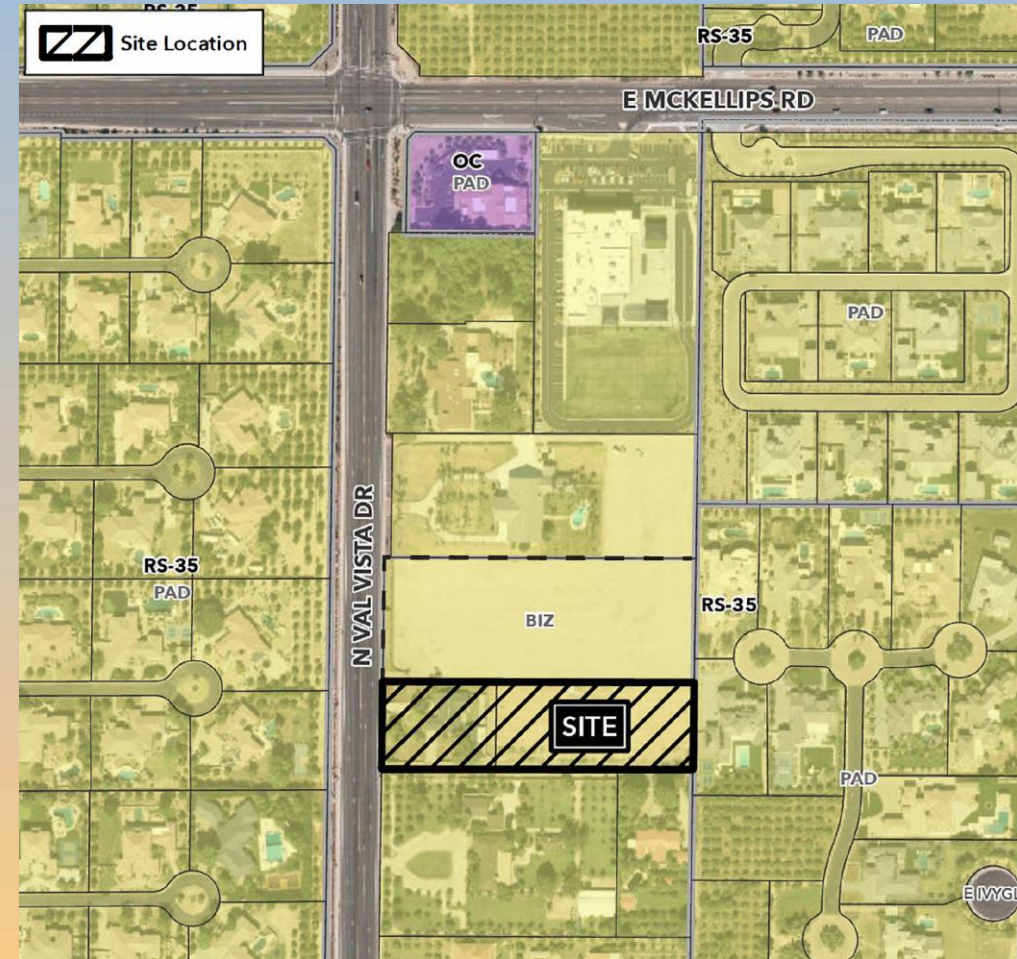 RS-35
Site Location
RS-35
PAD
E MCKELLIPS RD
OC
PAD
PAD
N VAL VISTA DR
RS-35
PAD
BIZ
RS-35
SITE
PAD
E IVYGL